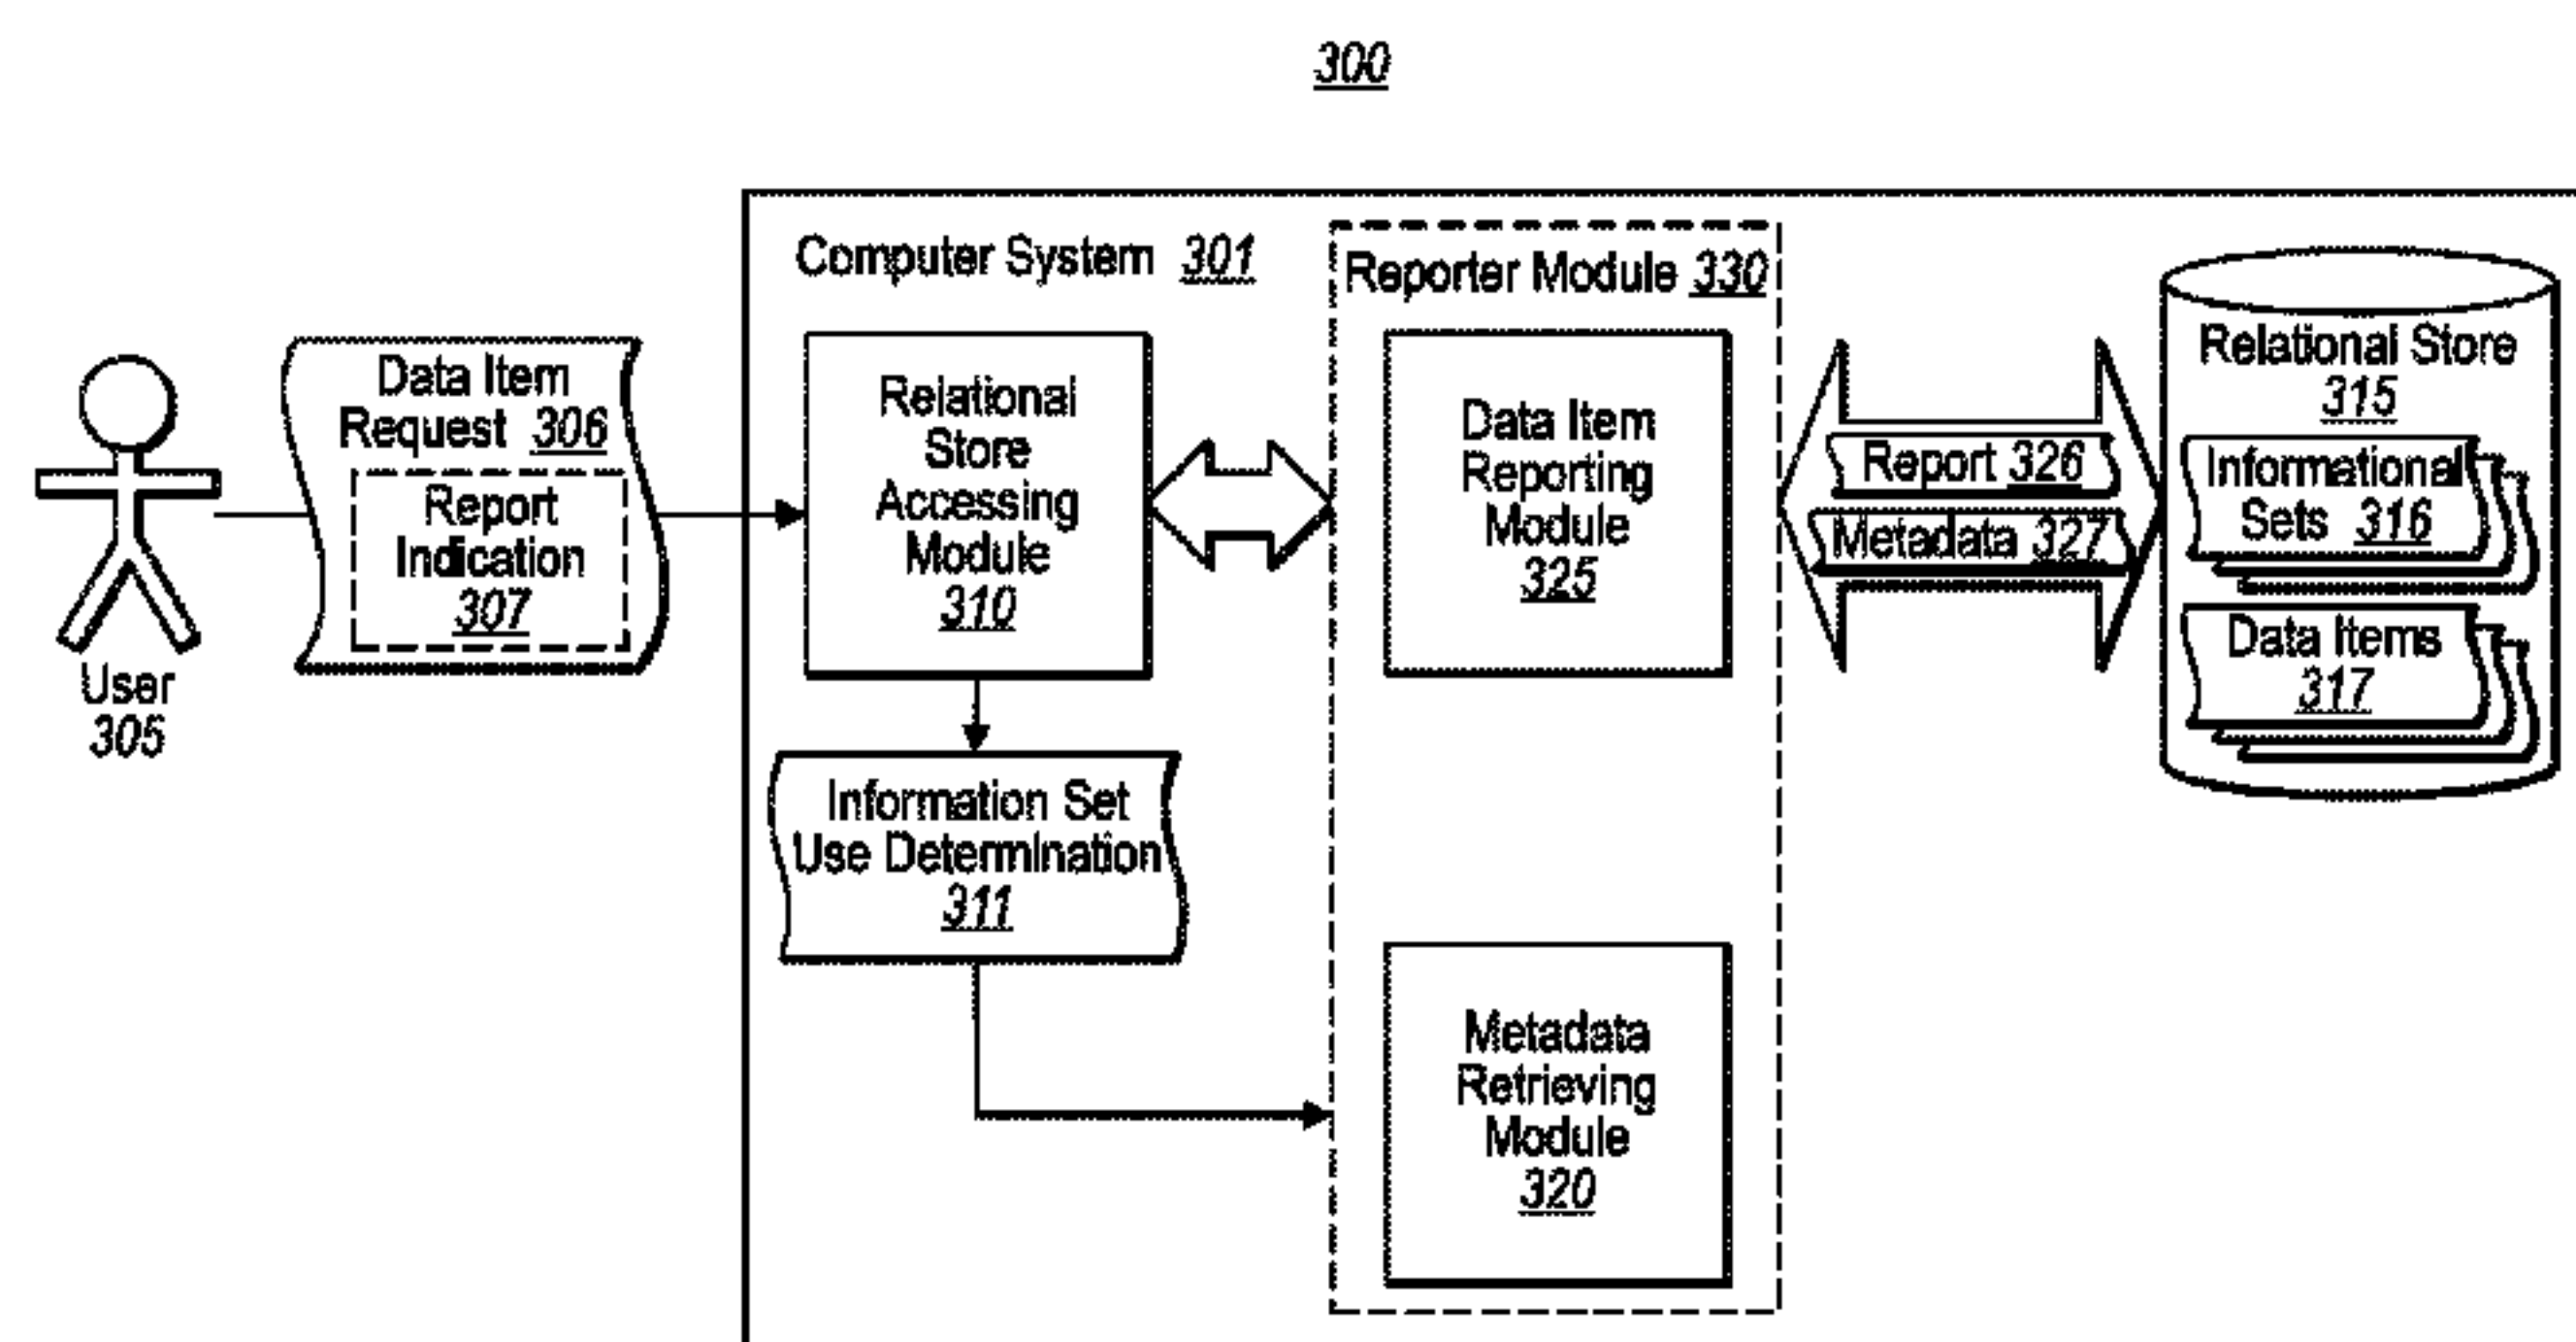 300
Computer System 301
Reporter Module 330
Data Item
Request 306
Report
Indication
307
User
305
Relational
Store
Accessing
Module
310
Information Set
Use Determination
311
Data Item
Reporting
Module
325
Metadata
Retrieving
Module
320
Report 326
Metadata 327
Relational Store
315
Informational
Sets 316
Data Items
317